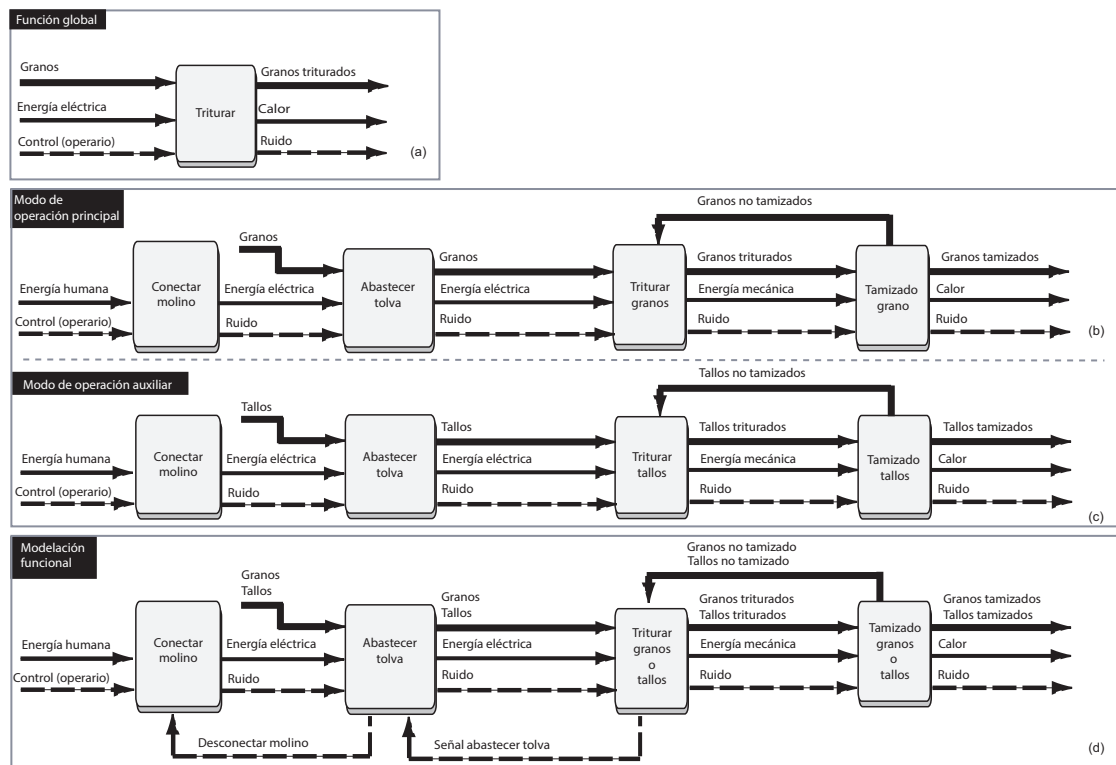 Función global
Granos
Granos triturados
Energía eléctrica
Triturar
Calor
Control (operario)
Ruido
(a)
Modo de
operación principal
Granos no tamizados
Granos
Granos
Granos triturados
Granos tamizados
Energía humana
Conectar
molino
Energía eléctrica
Abastecer
tolva
Energía eléctrica
Triturar
granos
Energía mecánica
Tamizado
grano
Calor
Control (operario)
Ruido
Ruido
Ruido
Ruido
(b)
Modo de operación auxiliar
Tallos no tamizados
Tallos
Tallos
Tallos triturados
Tallos tamizados
Energía humana
Conectar
molino
Energía eléctrica
Abastecer
tolva
Energía eléctrica
Triturar
tallos
Energía mecánica
Tamizado
tallos
Calor
Control (operario)
Ruido
Ruido
Ruido
Ruido
(c)
Modelación
funcional
Granos no tamizado
Tallos no tamizado
Granos
Tallos
Granos
Tallos
Granos triturados
Tallos triturados
Granos tamizados
Tallos tamizados
Energía humana
Conectar
molino
Energía eléctrica
Abastecer
tolva
Energía eléctrica
Triturar
granos
o
tallos
Energía mecánica
Tamizado
granos
o
tallos
Calor
Control (operario)
Ruido
Ruido
Ruido
Ruido
Desconectar molino
Señal abastecer tolva
(d)